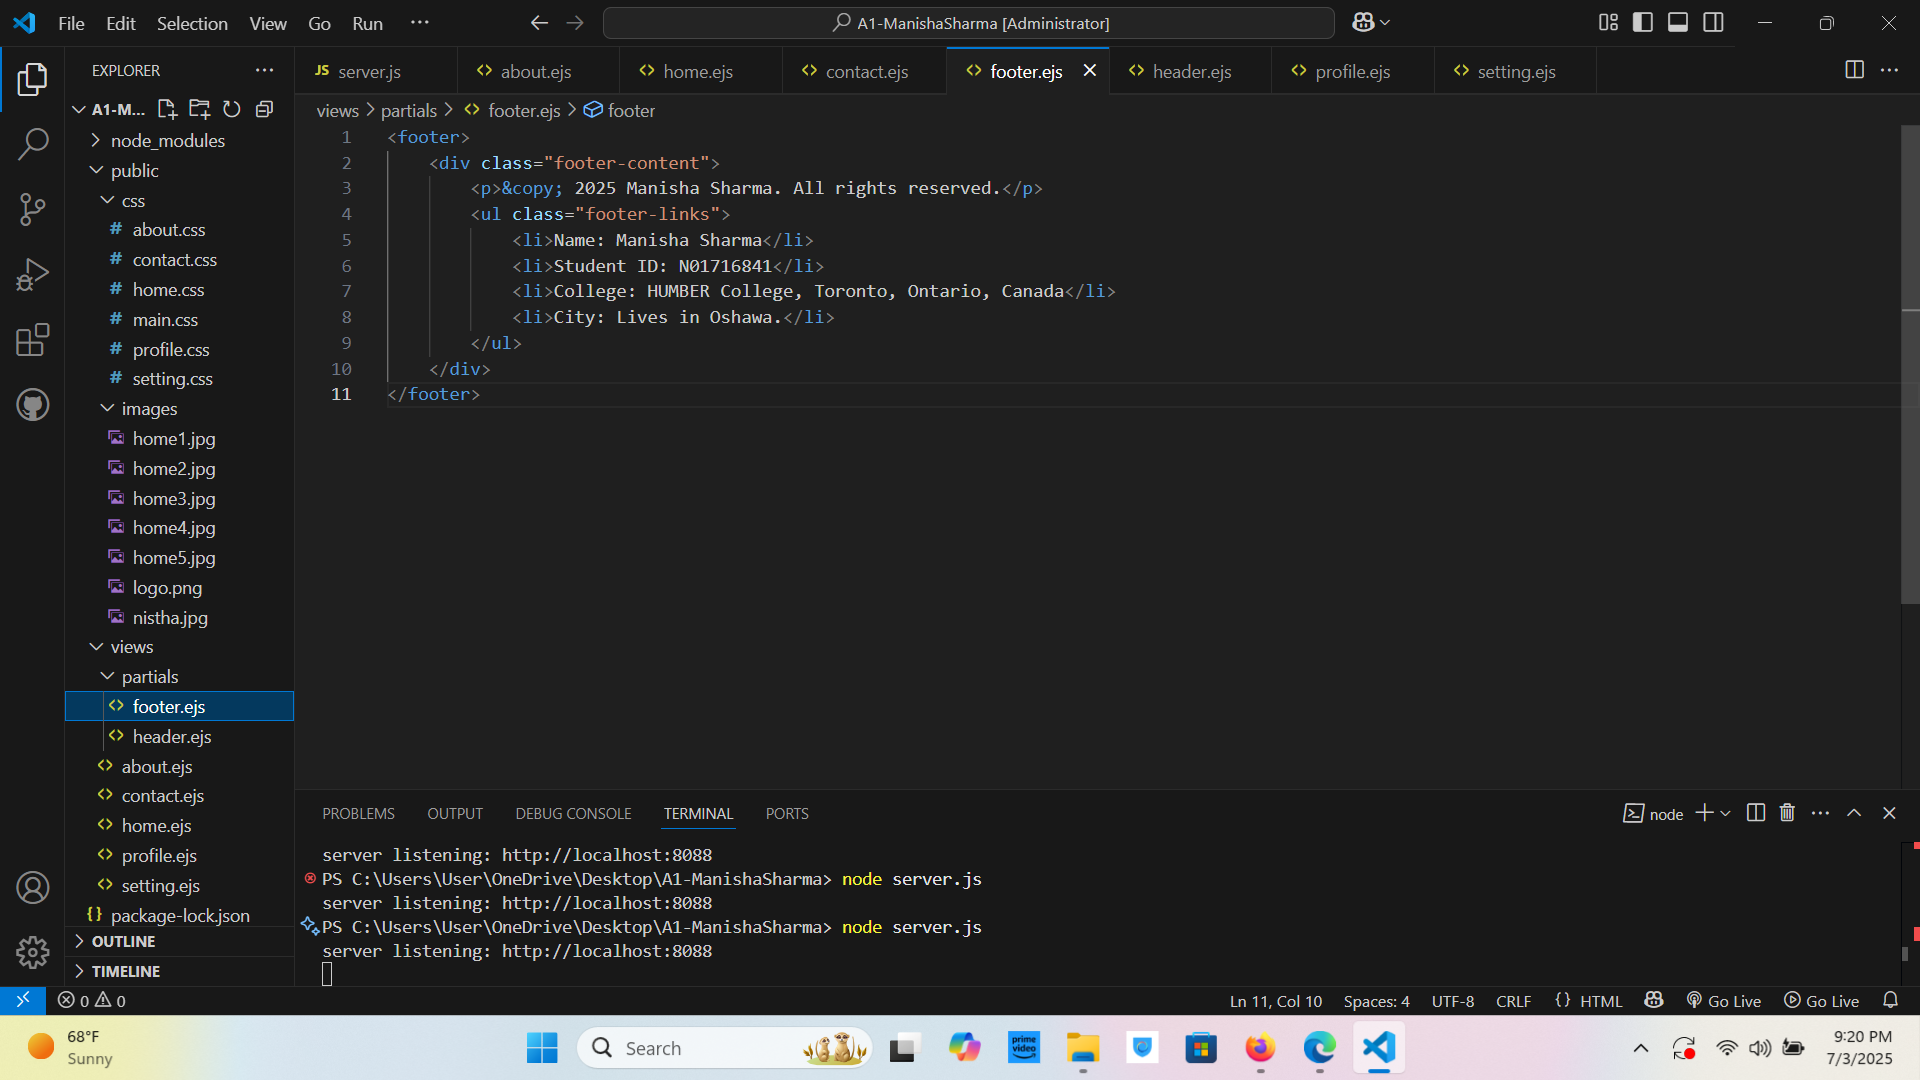 File Edit Selection View Go Run ···
A1-ManishaSharma [Administrator]
EXPLORER
A1-M...
node_modules
public
css
# about.css
# contact.css
# home.css
# main.css
# profile.css
# setting.css
images
home1.jpg
home2.jpg
home3.jpg
home4.jpg
home5.jpg
logo.png
nistha.jpg
views
partials
<> footer.ejs
<> header.ejs
<> about.ejs
<> contact.ejs
<> home.ejs
<> profile.ejs
<> setting.ejs
{} package-lock.json
OUTLINE
TIMELINE
JS server.js <> about.ejs <> home.ejs <> contact.ejs <> footer.ejs <> header.ejs <> profile.ejs <> setting.ejs
views > partials > <> footer.ejs > footer
1 <footer>
2 <div class="footer-content">
3 <p>&copy; 2025 Manisha Sharma. All rights reserved.</p>
4 <ul class="footer-links">
5 <li>Name: Manisha Sharma</li>
6 <li>Student ID: N01716841</li>
7 <li>College: HUMBER College, Toronto, Ontario, Canada</li>
8 <li>City: Lives in Oshawa.</li>
9 </ul>
10 </div>
11 </footer>
PROBLEMS OUTPUT DEBUG CONSOLE TERMINAL PORTS
node
server listening: http://localhost:8088
PS C:\Users\User\OneDrive\Desktop\A1-ManishaSharma> node server.js
server listening: http://localhost:8088
PS C:\Users\User\OneDrive\Desktop\A1-ManishaSharma> node server.js
server listening: http://localhost:8088
0 0
Ln 11, Col 10 Spaces: 4 UTF-8 CRLF {} HTML Go Live Go Live
68°F
Sunny
Search
prime video
9:20 PM
7/3/2025